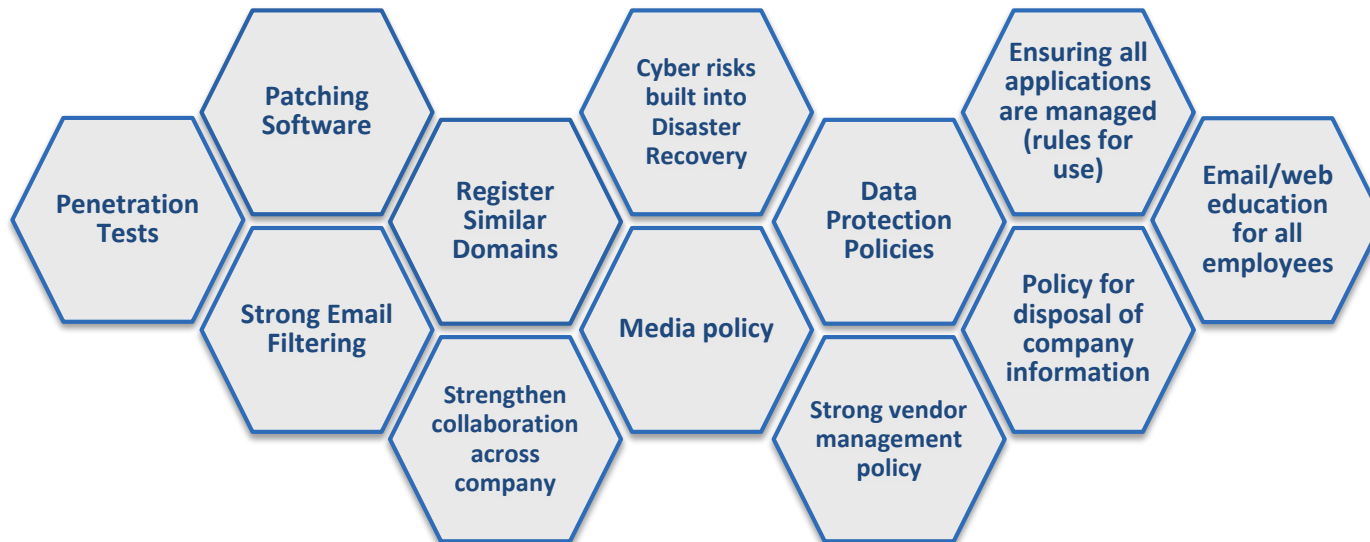 Penetration
Tests
Patching
Software
Strong Email
Filtering
Register
Similar
Domains
Strengthen
collaboration
across
company
Cyber risks
built into
Disaster
Recovery
Media policy
Data
Protection
Policies
Strong vendor
management
policy
Ensuring all
applications
are managed
(rules for
use)
Policy for
disposal of
company
information
Email/web
education
for all
employees